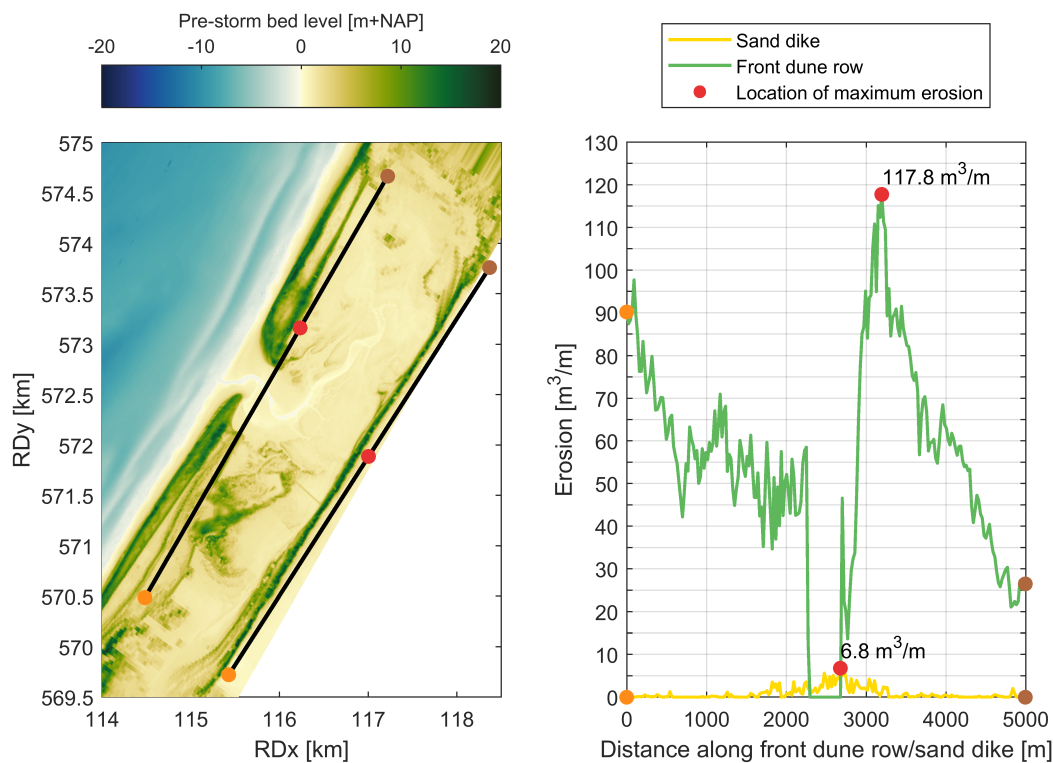 Pre-storm bed level [m+NAP]
-20 -10 0 10 20
575
574.5
574
573.5
573
572.5
572
571.5
571
570.5
570
569.5
114 115 116 117 118
RDy [km]
RDx [km]
Sand dike
Front dune row
Location of maximum erosion
130
120
110
100
90
80
70
60
50
40
30
20
10
0
0 1000 2000 3000 4000 5000
Erosion [m³/m]
Distance along front dune row/sand dike [m]
117.8 m³/m
6.8 m³/m